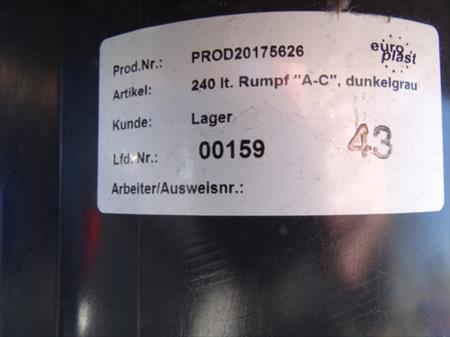 Prod.Nr.: PROD20175626
euro plast
Artikel: 240 lt. Rumpf "A-C", dunkelgrau
Kunde: Lager
Lfd.Nr.: 00159 43
Arbeiter/Ausweisnr.: